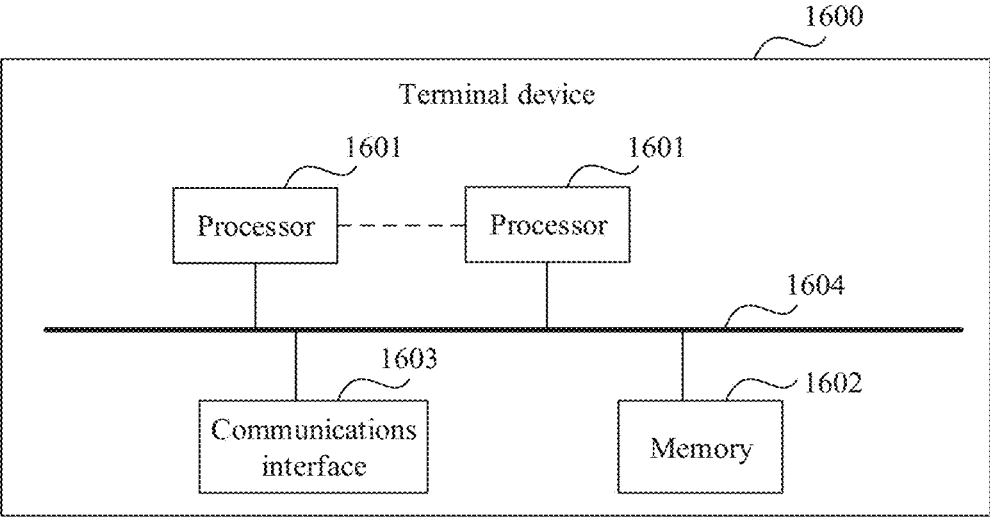 1600
Terminal device
1601
1601
Processor
Processor
1604
1603
1602
Communications
interface
Memory